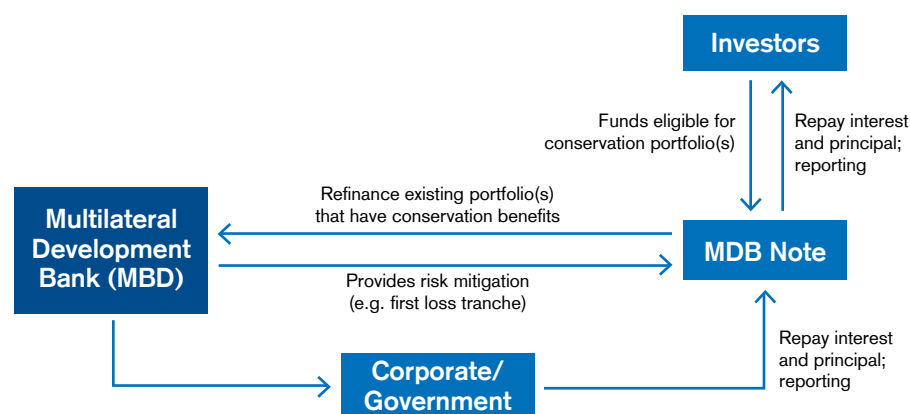 Investors
Funds eligible for
conservation portfolio(s)
Repay interest
and principal;
reporting
Refinance existing portfolio(s)
that have conservation benefits
Multilateral
Development
Bank (MBD)
MDB Note
Provides risk mitigation
(e.g. first loss tranche)
Repay interest
and principal;
reporting
Corporate/
Government